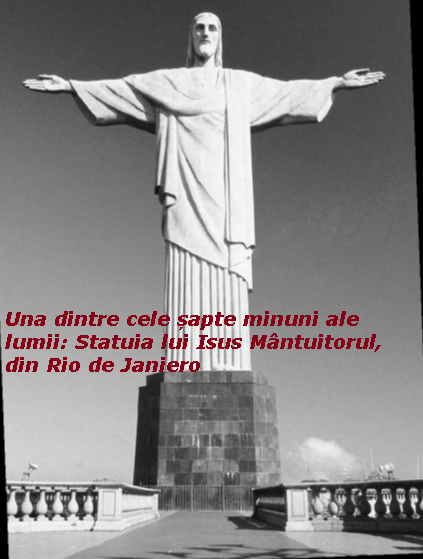 Una dintre cele șapte minuni ale
lumii: Statuia lui Isus Mântuitorul,
din Rio de Janiero